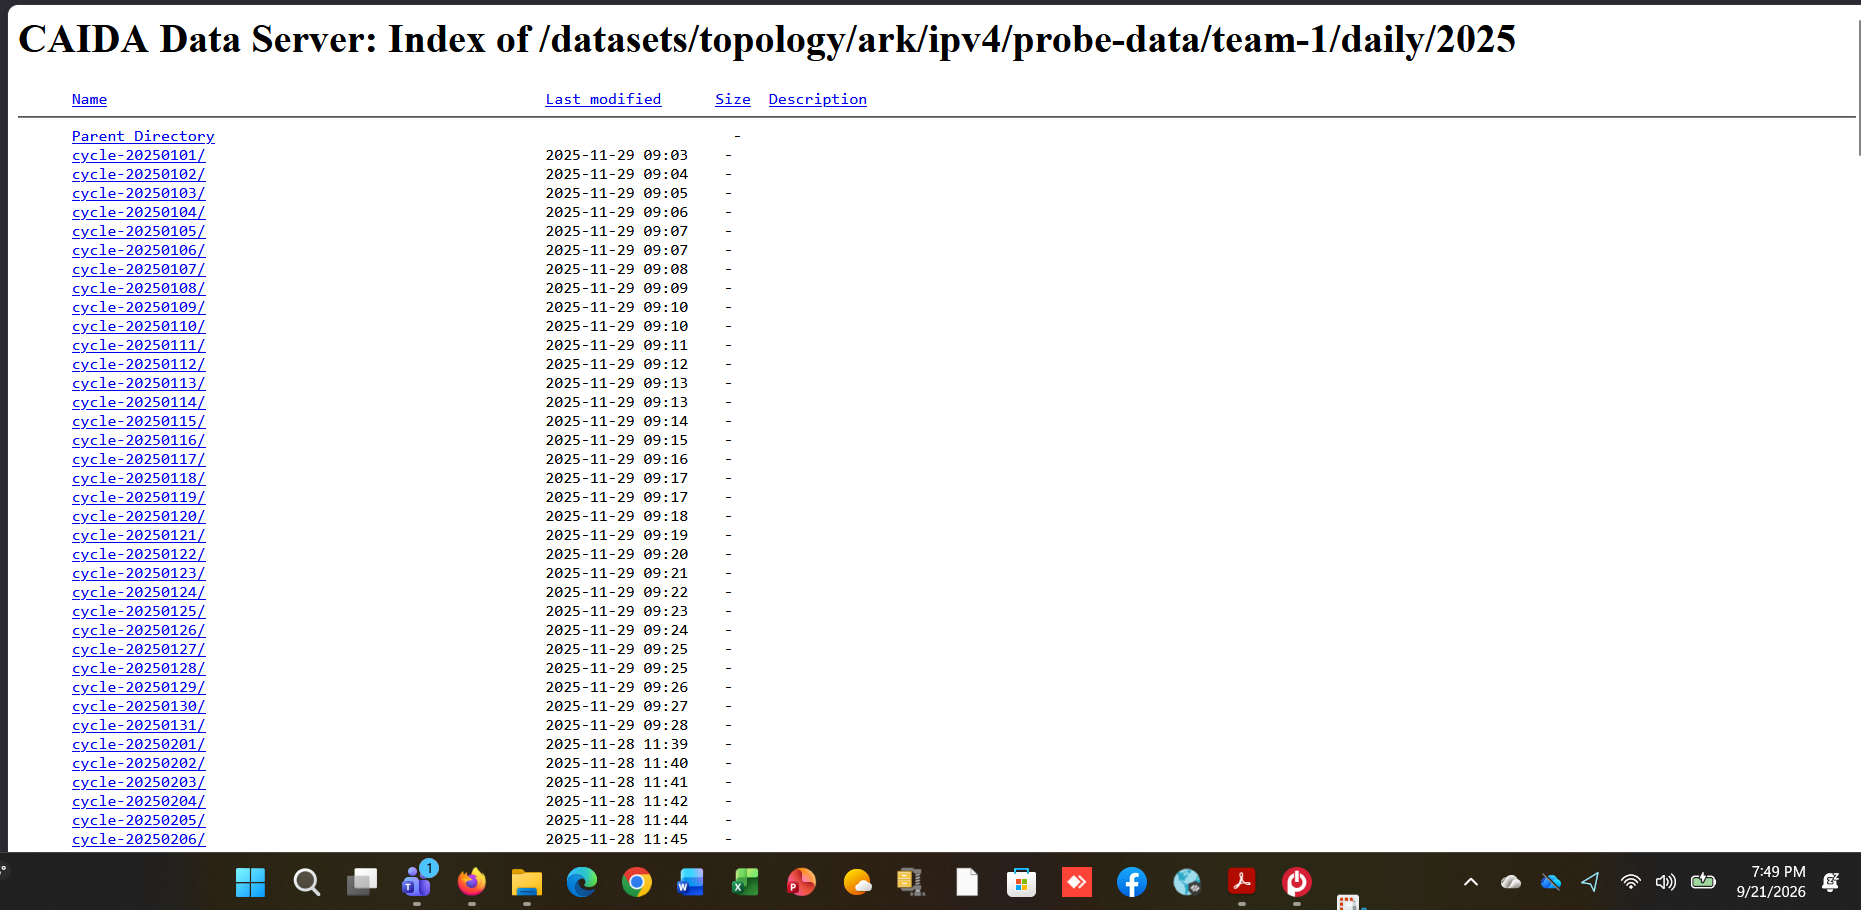 CAIDA Data Server: Index of /datasets/topology/ark/ipv4/probe-data/team-1/daily/2025
Name Last modified Size Description
Parent Directory -
cycle-20250101/ 2025-11-29 09:03 -
cycle-20250102/ 2025-11-29 09:04 -
cycle-20250103/ 2025-11-29 09:05 -
cycle-20250104/ 2025-11-29 09:06 -
cycle-20250105/ 2025-11-29 09:07 -
cycle-20250106/ 2025-11-29 09:07 -
cycle-20250107/ 2025-11-29 09:08 -
cycle-20250108/ 2025-11-29 09:09 -
cycle-20250109/ 2025-11-29 09:10 -
cycle-20250110/ 2025-11-29 09:10 -
cycle-20250111/ 2025-11-29 09:11 -
cycle-20250112/ 2025-11-29 09:12 -
cycle-20250113/ 2025-11-29 09:13 -
cycle-20250114/ 2025-11-29 09:13 -
cycle-20250115/ 2025-11-29 09:14 -
cycle-20250116/ 2025-11-29 09:15 -
cycle-20250117/ 2025-11-29 09:16 -
cycle-20250118/ 2025-11-29 09:17 -
cycle-20250119/ 2025-11-29 09:17 -
cycle-20250120/ 2025-11-29 09:18 -
cycle-20250121/ 2025-11-29 09:19 -
cycle-20250122/ 2025-11-29 09:20 -
cycle-20250123/ 2025-11-29 09:21 -
cycle-20250124/ 2025-11-29 09:22 -
cycle-20250125/ 2025-11-29 09:23 -
cycle-20250126/ 2025-11-29 09:24 -
cycle-20250127/ 2025-11-29 09:25 -
cycle-20250128/ 2025-11-29 09:25 -
cycle-20250129/ 2025-11-29 09:26 -
cycle-20250130/ 2025-11-29 09:27 -
cycle-20250131/ 2025-11-29 09:28 -
cycle-20250201/ 2025-11-28 11:39 -
cycle-20250202/ 2025-11-28 11:40 -
cycle-20250203/ 2025-11-28 11:41 -
cycle-20250204/ 2025-11-28 11:42 -
cycle-20250205/ 2025-11-28 11:44 -
cycle-20250206/ 2025-11-28 11:45 -
1
7:49 PM
9/21/2026